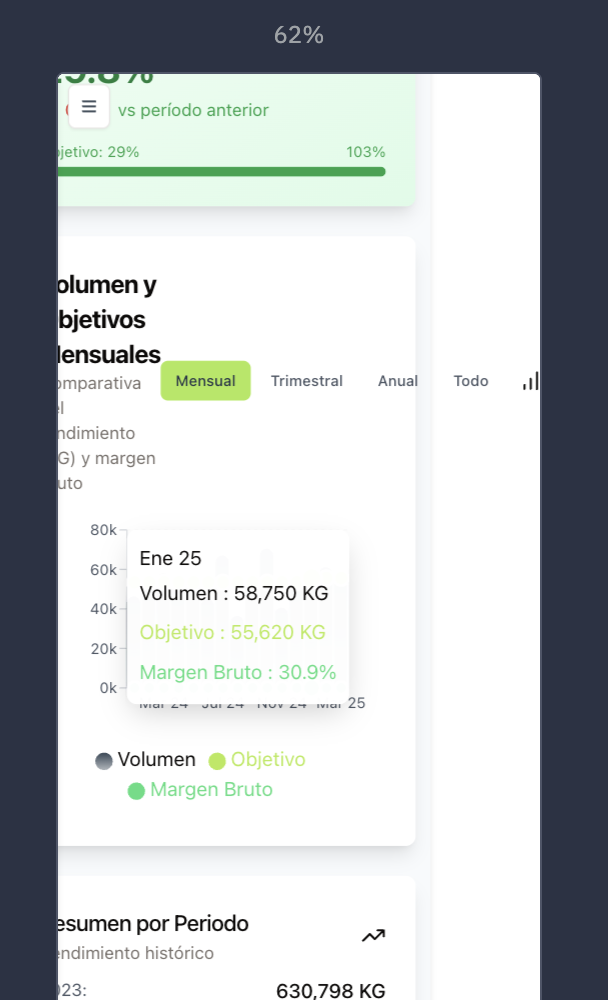 62%
vs período anterior
jetivo: 29%
103%
olumen y
bjetivos
ensuales
omparativa
el
ndimiento
G) y margen
uto
Mensual
Trimestral
Anual
Todo
80k
60k
40k
20k
0k
Ene 25
Volumen : 58,750 KG
Objetivo : 55,620 KG
Margen Bruto : 30.9%
Mar 24 Jul 24 Nov 24 Mar 25
Volumen Objetivo
Margen Bruto
esumen por Periodo
endimiento histórico
023:
630,798 KG